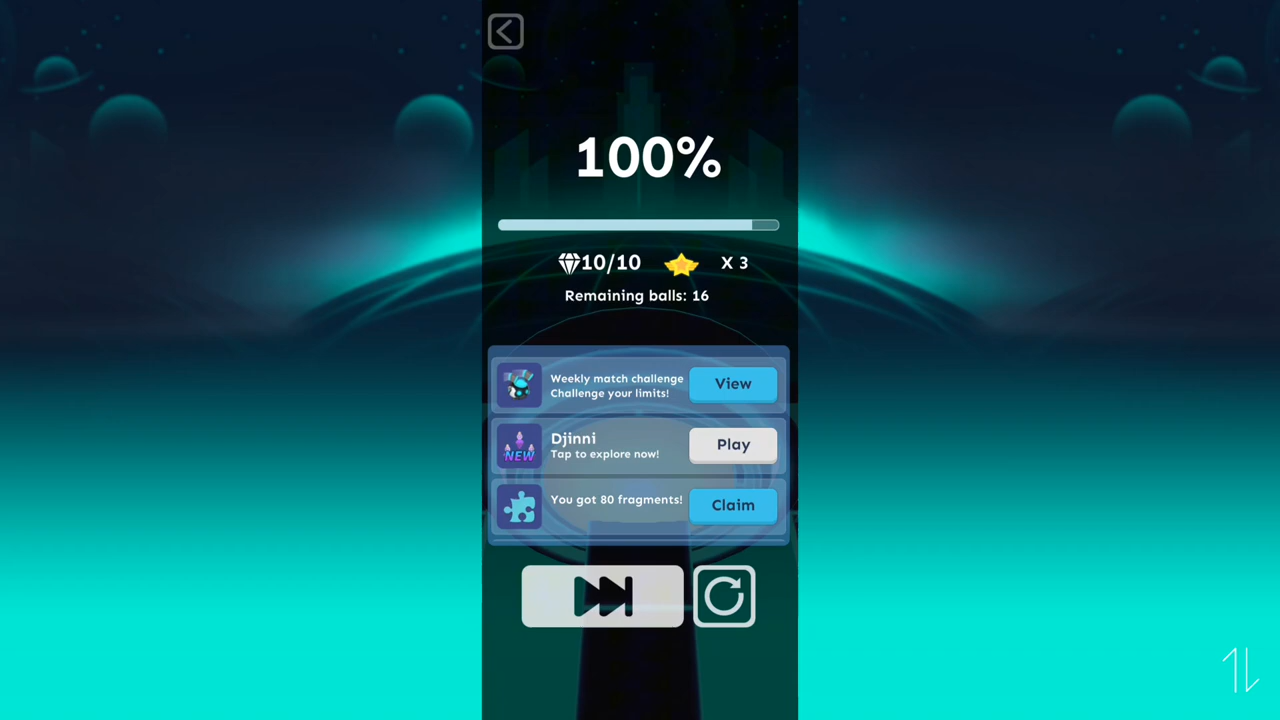 100%
10/10 X 3
Remaining balls: 16
Weekly match challenge
Challenge your limits!
View
NEW
Djinni
Tap to explore now!
Play
You got 80 fragments!
Claim